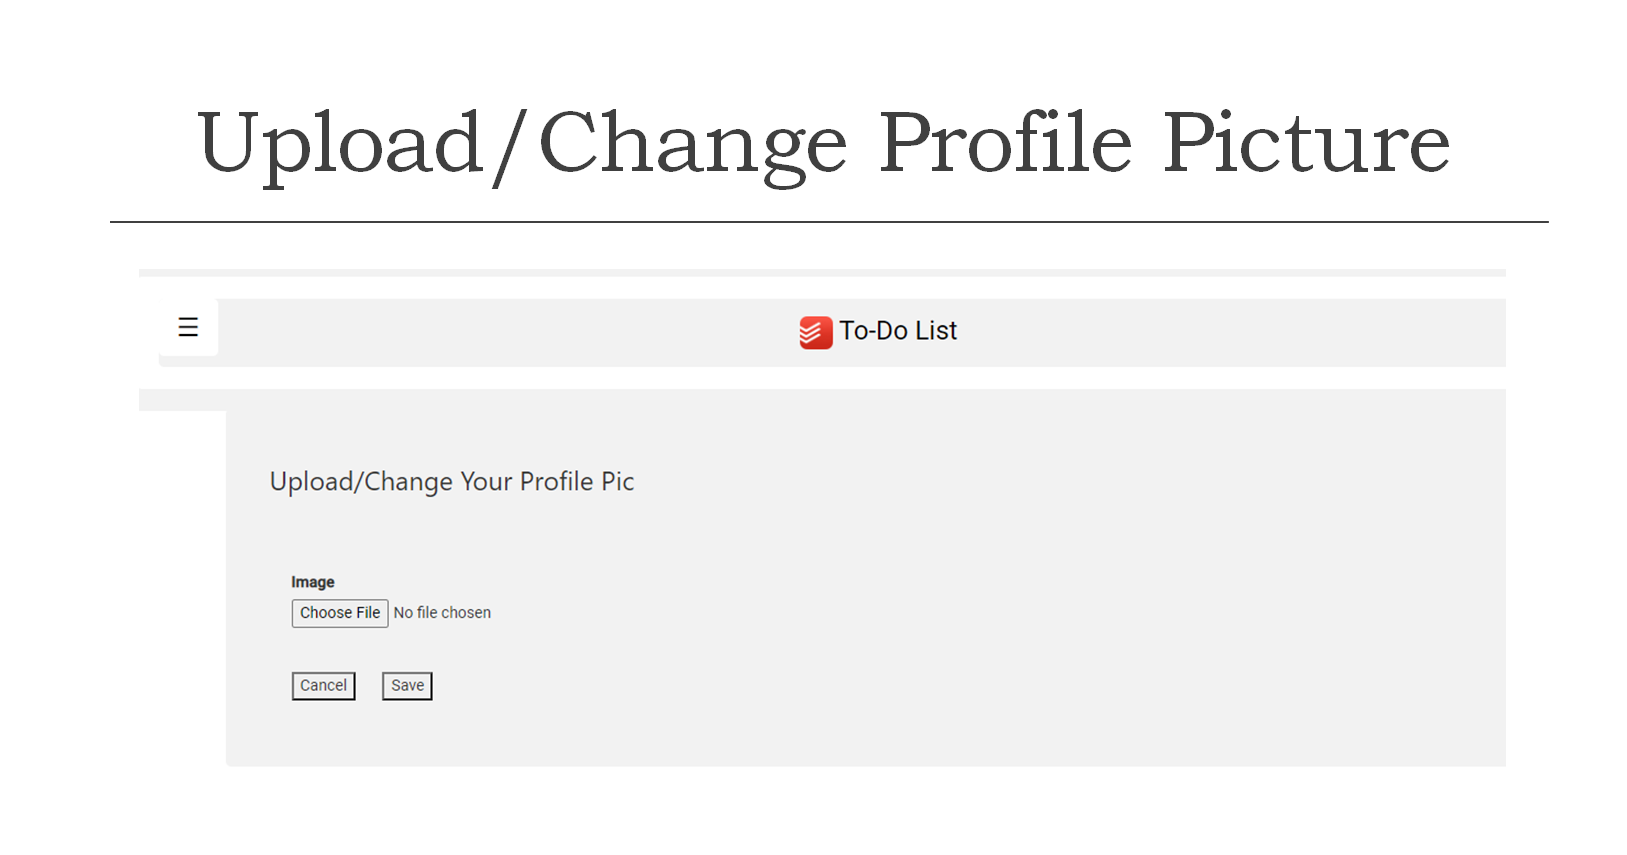 Upload/Change Profile Picture
To-Do List
Upload/Change Your Profile Pic
Image
Choose File No file chosen
Cancel Save